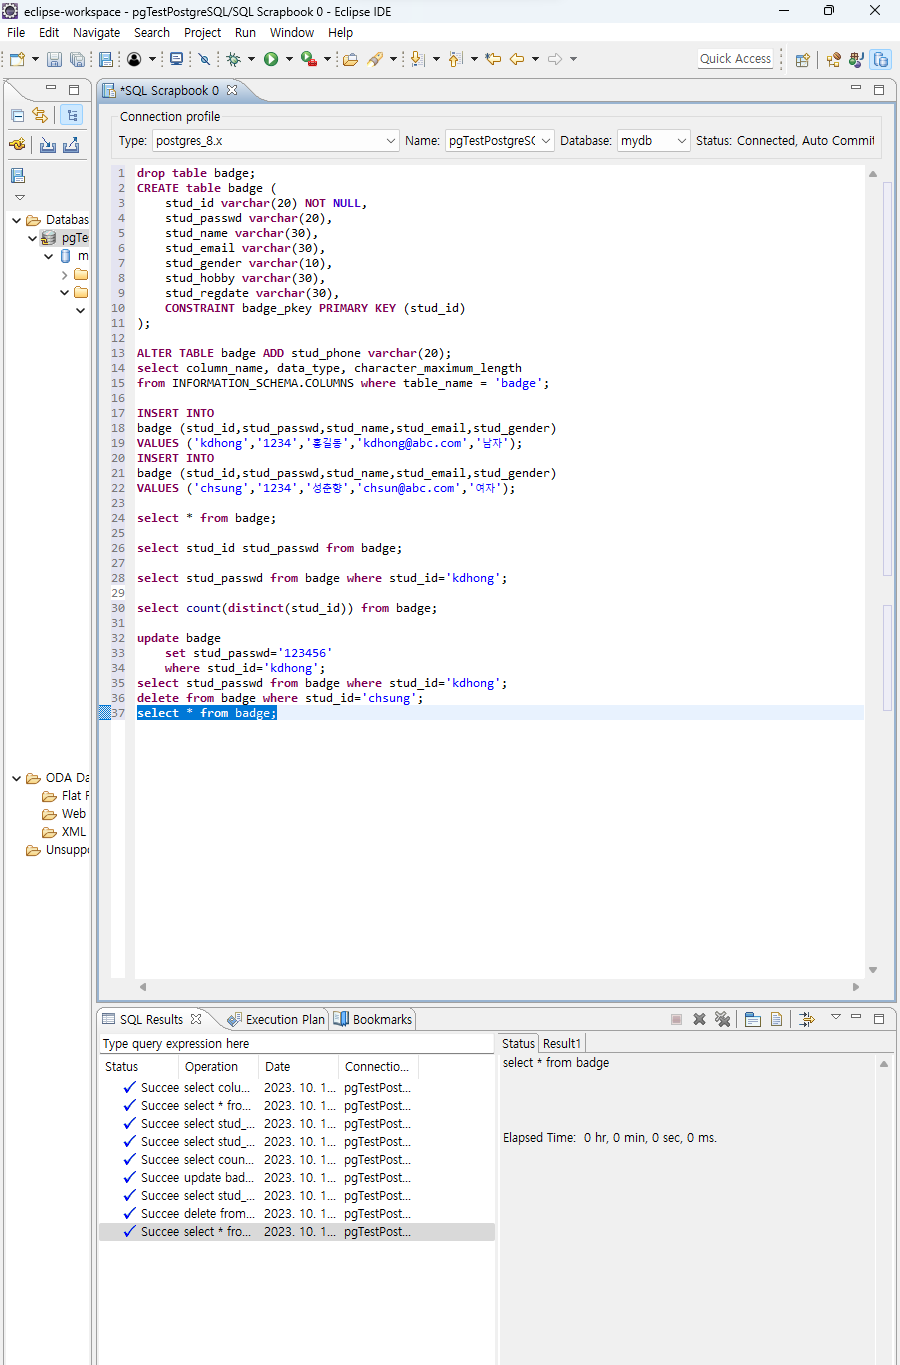 eclipse-workspace - pgTestPostgreSQL/SQL Scrapbook 0 - Eclipse IDE
File Edit Navigate Search Project Run Window Help
Quick Access
*SQL Scrapbook 0
Connection profile
Type: postgres_8.x Name: pgTestPostgreSQ Database: mydb Status: Connected, Auto Commit
Databas
pgTes
m
ODA Da
Flat F
Web
XML
Unsuppo
1 drop table badge;
2 CREATE table badge (
3 stud_id varchar(20) NOT NULL,
4 stud_passwd varchar(20),
5 stud_name varchar(30),
6 stud_email varchar(30),
7 stud_gender varchar(10),
8 stud_hobby varchar(30),
9 stud_regdate varchar(30),
10 CONSTRAINT badge_pkey PRIMARY KEY (stud_id)
11 );
12
13 ALTER TABLE badge ADD stud_phone varchar(20);
14 select column_name, data_type, character_maximum_length
15 from INFORMATION_SCHEMA.COLUMNS where table_name = 'badge';
16
17 INSERT INTO
18 badge (stud_id,stud_passwd,stud_name,stud_email,stud_gender)
19 VALUES ('kdhong','1234','홍길동','kdhong@abc.com','남자');
20 INSERT INTO
21 badge (stud_id,stud_passwd,stud_name,stud_email,stud_gender)
22 VALUES ('chsung','1234','성춘향','chsun@abc.com','여자');
23
24 select * from badge;
25
26 select stud_id stud_passwd from badge;
27
28 select stud_passwd from badge where stud_id='kdhong';
29
30 select count(distinct(stud_id)) from badge;
31
32 update badge
33 set stud_passwd='123456'
34 where stud_id='kdhong';
35 select stud_passwd from badge where stud_id='kdhong';
36 delete from badge where stud_id='chsung';
37 select * from badge;
SQL Results Execution Plan Bookmarks
Type query expression here
Status Operation Date Connectio...
Succee select colu... 2023. 10. 1... pgTestPost...
Succee select * fro... 2023. 10. 1... pgTestPost...
Succee select stud_... 2023. 10. 1... pgTestPost...
Succee select stud_... 2023. 10. 1... pgTestPost...
Succee select coun... 2023. 10. 1... pgTestPost...
Succee update bad... 2023. 10. 1... pgTestPost...
Succee select stud_... 2023. 10. 1... pgTestPost...
Succee delete from... 2023. 10. 1... pgTestPost...
Succee select * fro... 2023. 10. 1... pgTestPost...
Status Result1
select * from badge
Elapsed Time: 0 hr, 0 min, 0 sec, 0 ms.